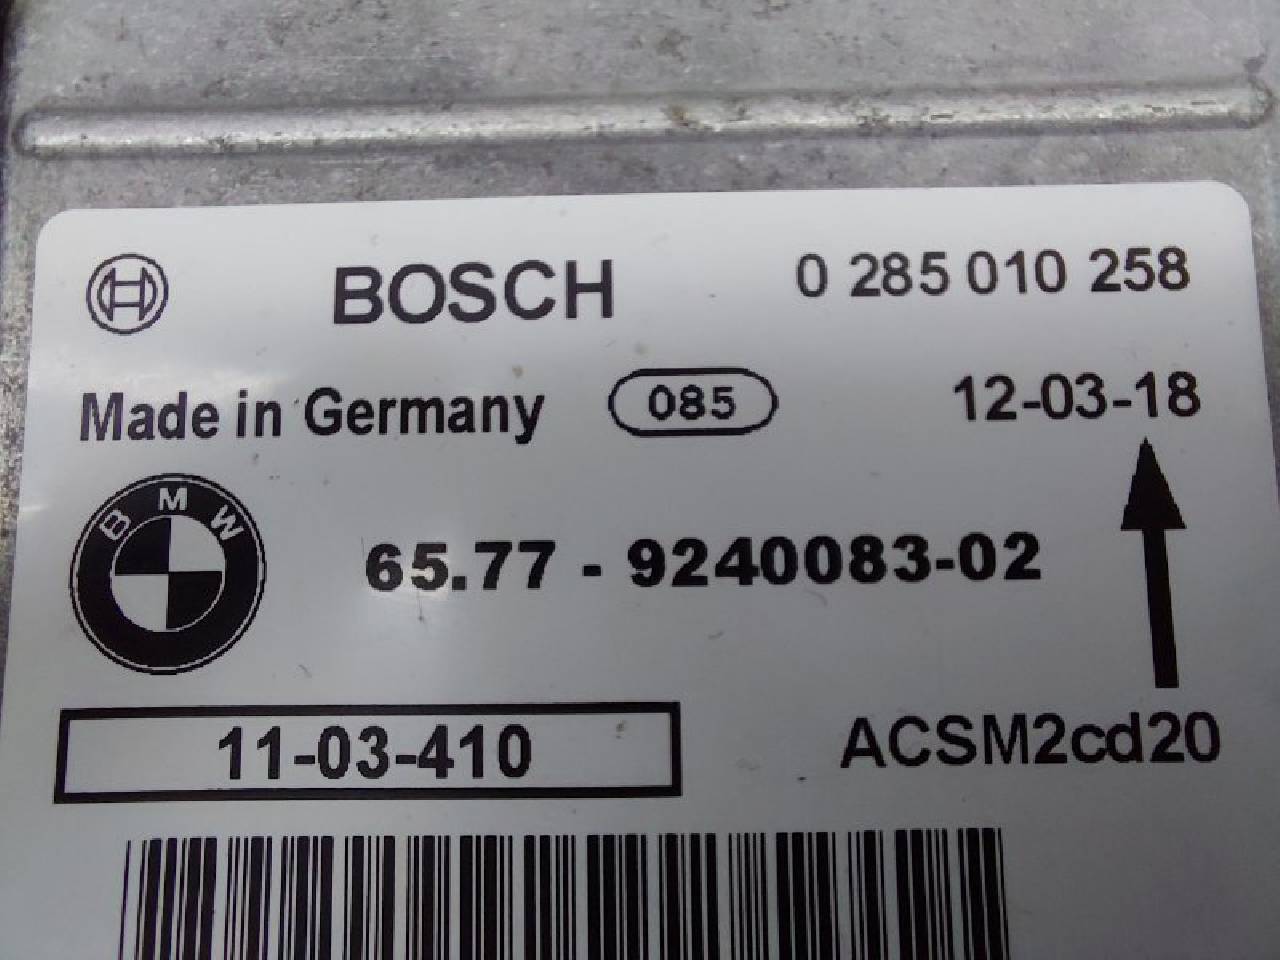 BOSCH 0 285 010 258
Made in Germany 085 12-03-18
BMW
65.77 - 9240083-02
11-03-410 ACSM2cd20